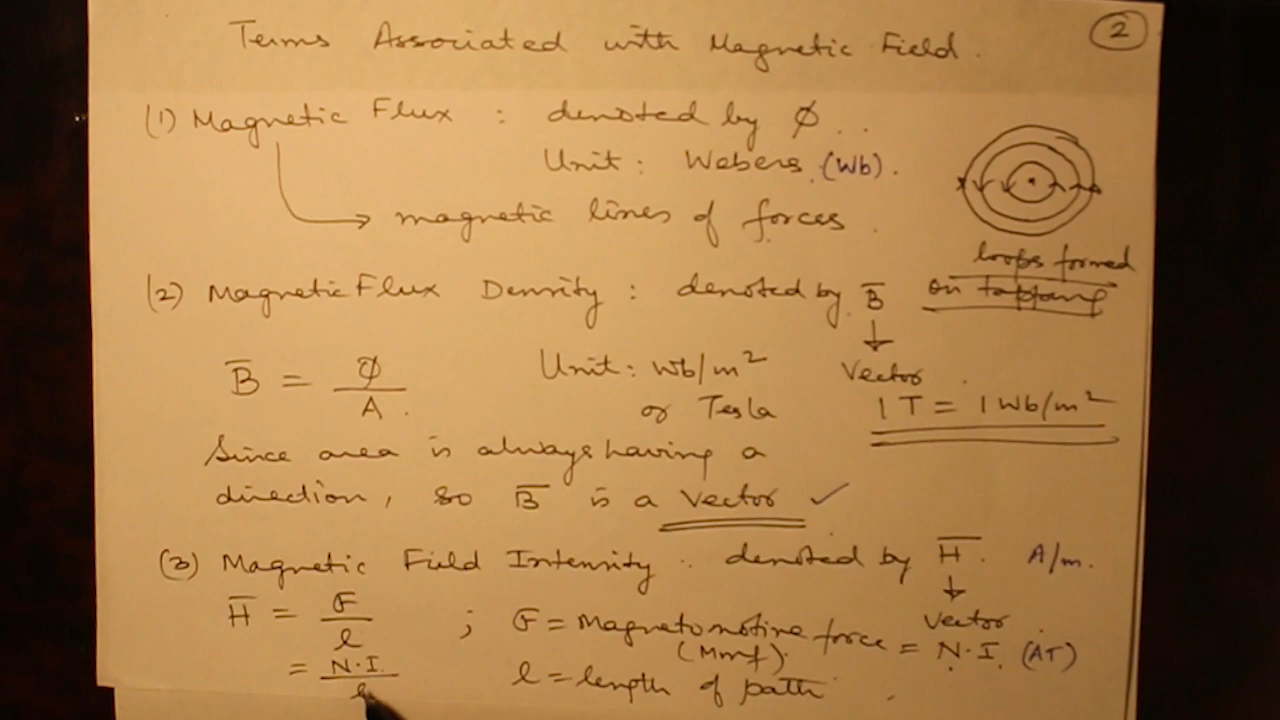 2
Terms Associated with Magnetic Field.
(1) Magnetic Flux : denoted by Φ ..
Unit : Webers (Wb).
magnetic lines of forces.
loops formed
on tapping
(2) Magnetic Flux Density : denoted by B̅
Vector
B̅ = Φ / A.
Unit: Wb/m²
or Tesla
1 T = 1 Wb/m²
Since area is always having a
direction, so B̅ is a Vector ✓
(3) Magnetic Field Intensity : denoted by H̅. A/m.
Vector
H̅ = F / l ; F = Magnetomotive force = N·I (AT)
(Mmf).
= N·I / l
l = length of path